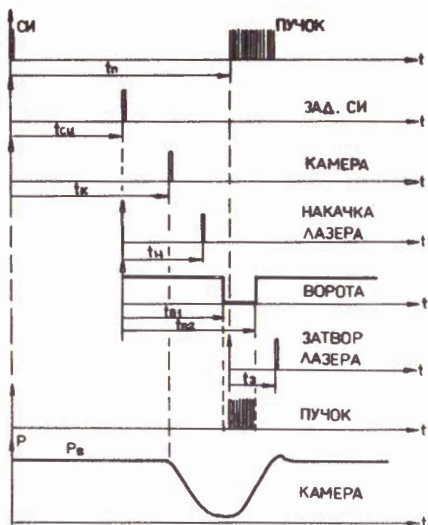 СИ
ПУЧОК
t
tп
ЗАД. СИ
t
tси
КАМЕРА
t
tк
НАКАЧКА
ЛАЗЕРА
t
tн
ВОРОТА
t
tв1
tв2
ЗАТВОР
ЛАЗЕРА
t
tз
ПУЧОК
t
P
Pв
КАМЕРА
t